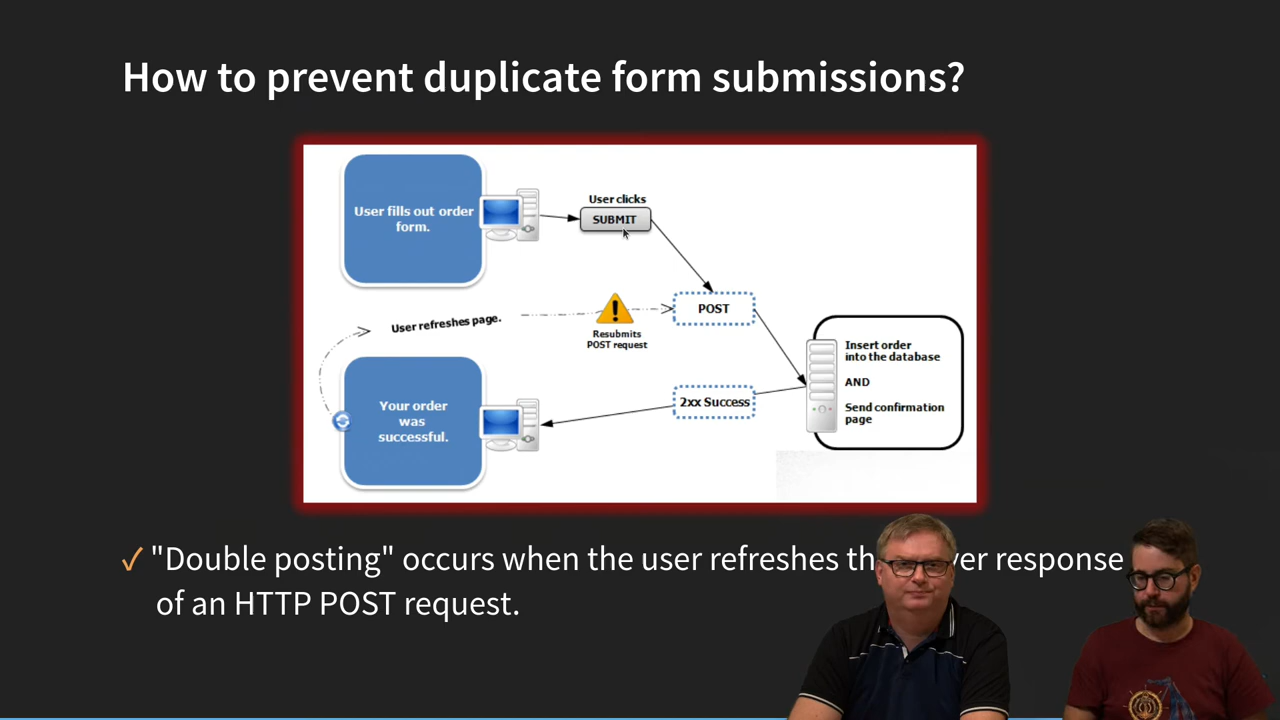 How to prevent duplicate form submissions?
User fills out order
form.
User clicks
SUBMIT
POST
User refreshes page.
Resubmits
POST request
Insert order
into the database
AND
Send confirmation
page
2xx Success
Your order
was
successful.
✓ "Double posting" occurs when the user refreshes response
of an HTTP POST request.